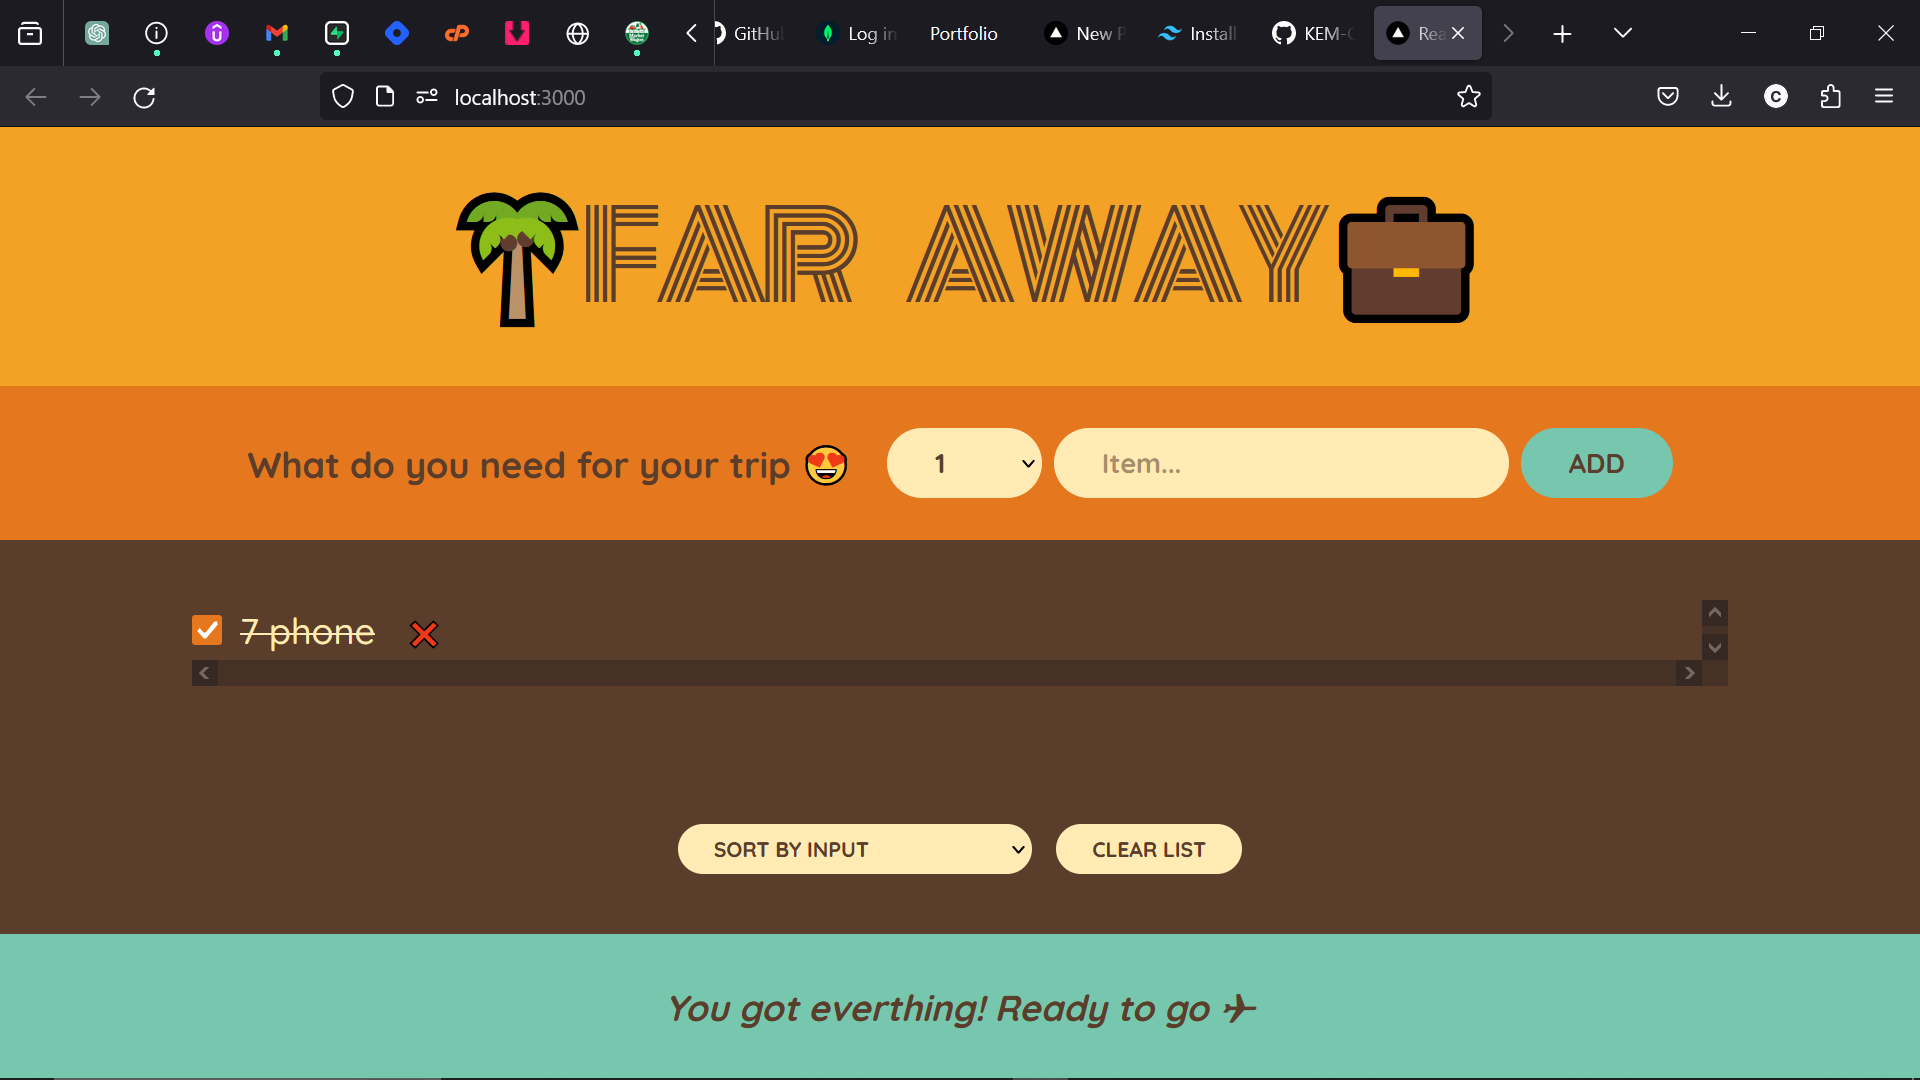 GitHu
Log in
Portfolio
New P
Install
KEM-
Rea
localhost:3000
FAR AWAY
What do you need for your trip 😍
1
Item...
ADD
7 phone ❌
SORT BY INPUT
CLEAR LIST
You got everthing! Ready to go ✈